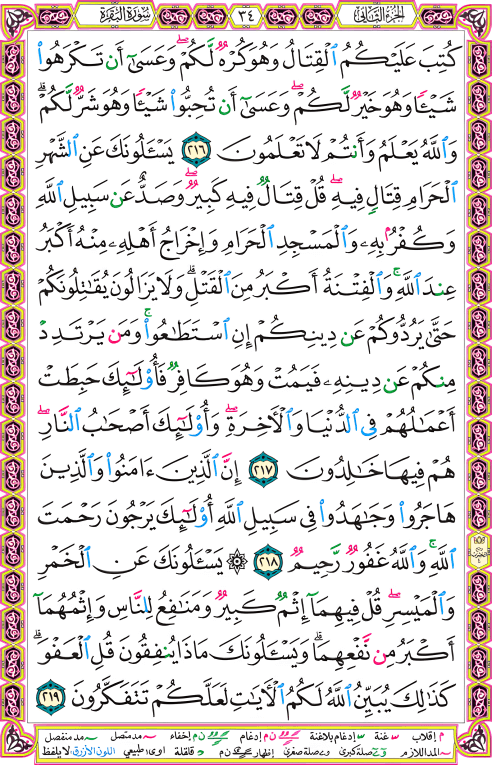 الجزء الثاني
٣٤
سورة البقرة
كُتِبَ عَلَيْكُمُ ٱلْقِتَالُ وَهُوَ كُرْهٌ لَّكُمْ ۖ وَعَسَىٰٓ أَن تَكْرَهُوا۟
شَيْـًٔا وَهُوَ خَيْرٌ لَّكُمْ ۖ وَعَسَىٰٓ أَن تُحِبُّوا۟ شَيْـًٔا وَهُوَ شَرٌّ لَّكُمْ ۗ
وَٱللَّهُ يَعْلَمُ وَأَنتُمْ لَا تَعْلَمُونَ ٢١٦ يَسْـَٔلُونَكَ عَنِ ٱلشَّهْرِ
ٱلْحَرَامِ قِتَالٍ فِيهِ ۖ قُلْ قِتَالٌ فِيهِ كَبِيرٌ ۖ وَصَدٌّ عَن سَبِيلِ ٱللَّهِ
وَكُفْرٌۢ بِهِۦ وَٱلْمَسْجِدِ ٱلْحَرَامِ وَإِخْرَاجُ أَهْلِهِۦ مِنْهُ أَكْبَرُ
عِندَ ٱللَّهِ ۚ وَٱلْفِتْنَةُ أَكْبَرُ مِنَ ٱلْقَتْلِ ۗ وَلَا يَزَالُونَ يُقَـٰتِلُونَكُمْ
حَتَّىٰ يَرُدُّوكُمْ عَن دِينِكُمْ إِنِ ٱسْتَطَـٰعُوا۟ ۚ وَمَن يَرْتَدِدْ
مِنكُمْ عَن دِينِهِۦ فَيَمُتْ وَهُوَ كَافِرٌ فَأُو۟لَـٰٓئِكَ حَبِطَتْ
أَعْمَـٰلُهُمْ فِى ٱلدُّنْيَا وَٱلْـَٔاخِرَةِ ۖ وَأُو۟لَـٰٓئِكَ أَصْحَـٰبُ ٱلنَّارِ ۖ
هُمْ فِيهَا خَـٰلِدُونَ ٢١٧ إِنَّ ٱلَّذِينَ ءَامَنُوا۟ وَٱلَّذِينَ
هَاجَرُوا۟ وَجَـٰهَدُوا۟ فِى سَبِيلِ ٱللَّهِ أُو۟لَـٰٓئِكَ يَرْجُونَ رَحْمَتَ
ٱللَّهِ ۚ وَٱللَّهُ غَفُورٌ رَّحِيمٌ ٢١٨ ۞ يَسْـَٔلُونَكَ عَنِ ٱلْخَمْرِ
وَٱلْمَيْسِرِ ۖ قُلْ فِيهِمَآ إِثْمٌ كَبِيرٌ وَمَنَـٰفِعُ لِلنَّاسِ وَإِثْمُهُمَآ
أَكْبَرُ مِن نَّفْعِهِمَا ۗ وَيَسْـَٔلُونَكَ مَاذَا يُنفِقُونَ قُلِ ٱلْعَفْوَ ۗ
كَذَٰلِكَ يُبَيِّنُ ٱللَّهُ لَكُمُ ٱلْـَٔايَـٰتِ لَعَلَّكُمْ تَتَفَكَّرُونَ ٢١٩
م إقلاب س غنة س إدغام بلاغنة ن م إدغام ن م إخفاء مد متصل مد منفصل
المد اللازم صلة كبرى صلة صغرى إظهار قلقلة طبيعي اللون الأزرق لا يلفظ